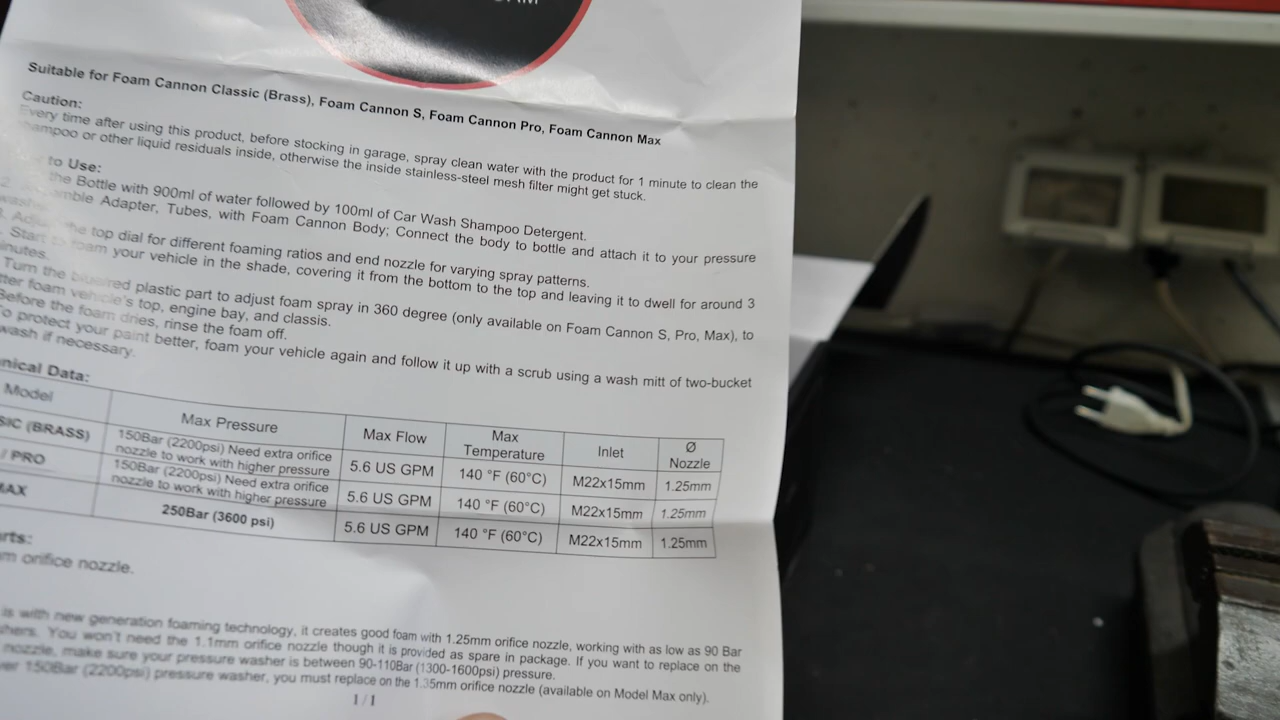 Suitable for Foam Cannon Classic (Brass), Foam Cannon S, Foam Cannon Pro, Foam Cannon Max
Caution:
Every time after using this product, before stocking in garage, spray clean water with the product for 1 minute to clean the
shampoo or other liquid residuals inside, otherwise the inside stainless-steel mesh filter might get stuck.
to Use:
the Bottle with 900ml of water followed by 100ml of Car Wash Shampoo Detergent.
2. Adapter, Tubes, with Foam Cannon Body; Connect the body to bottle and attach it to your pressure
the top dial for different foaming ratios and end nozzle for varying spray patterns.
Start to foam your vehicle in the shade, covering it from the bottom to the top and leaving it to dwell for around 3
minutes.
Turn the plastic part to adjust foam spray in 360 degree (only available on Foam Cannon S, Pro, Max), to
foam vehicle's top, engine bay, and classis.
Before the foam dries, rinse the foam off.
To protect your paint better, foam your vehicle again and follow it up with a scrub using a wash mitt of two-bucket
wash if necessary.
Data:
Model Max Pressure Max Flow Max Temperature Inlet Ø Nozzle
(BRASS) 150Bar (2200psi) Need extra orifice nozzle to work with higher pressure 5.6 US GPM 140 °F (60°C) M22x15mm 1.25mm
/ PRO 150Bar (2200psi) Need extra orifice nozzle to work with higher pressure 5.6 US GPM 140 °F (60°C) M22x15mm 1.25mm
MAX 250Bar (3600 psi) 5.6 US GPM 140 °F (60°C) M22x15mm 1.25mm
orifice nozzle.
is with new generation foaming technology, it creates good foam with 1.25mm orifice nozzle, working with as low as 90 Bar
You won't need the 1.1mm orifice nozzle though it is provided as spare in package. If you want to replace on the
nozzle, make sure your pressure washer is between 90-110Bar (1300-1600psi) pressure.
150Bar (2200psi) pressure washer, you must replace on the 1.35mm orifice nozzle (available on Model Max only).
1 / 1